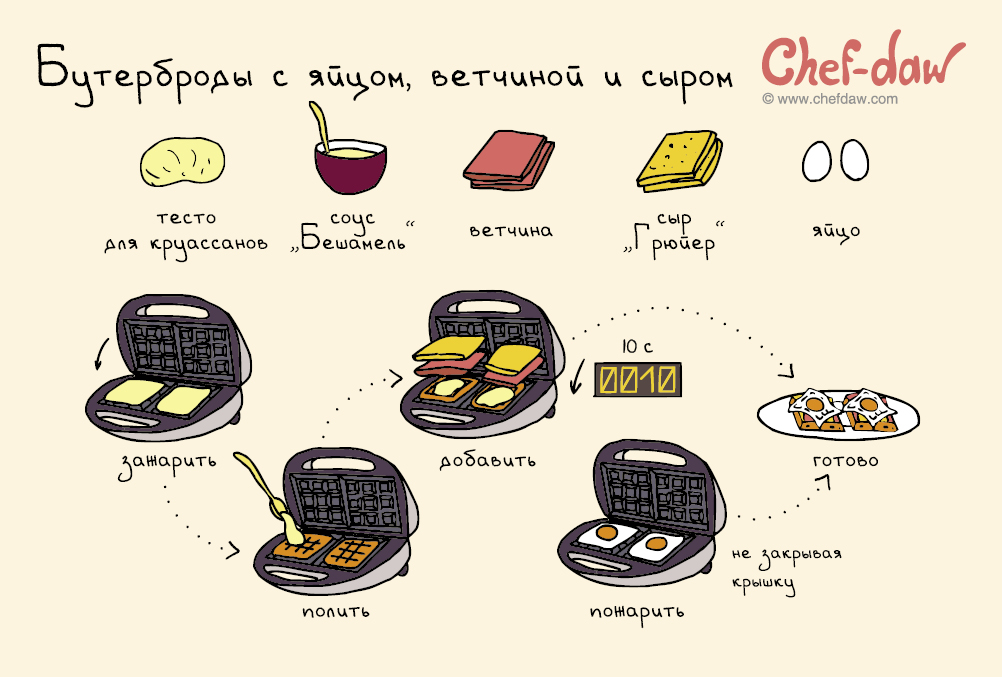 Бутерброды с яйцом, ветчиной и сыром
Chef-daw
© www.chefdaw.com
тесто
для круассанов
соус
„Бешамель“
ветчина
сыр
„Грюйер“
яйцо
10 с
0010
зажарить
добавить
готово
полить
пожарить
не закрывая
крышку